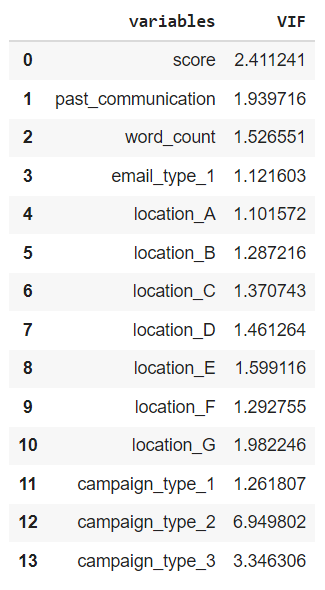 variables VIF
0 score 2.411241
1 past_communication 1.939716
2 word_count 1.526551
3 email_type_1 1.121603
4 location_A 1.101572
5 location_B 1.287216
6 location_C 1.370743
7 location_D 1.461264
8 location_E 1.599116
9 location_F 1.292755
10 location_G 1.982246
11 campaign_type_1 1.261807
12 campaign_type_2 6.949802
13 campaign_type_3 3.346306